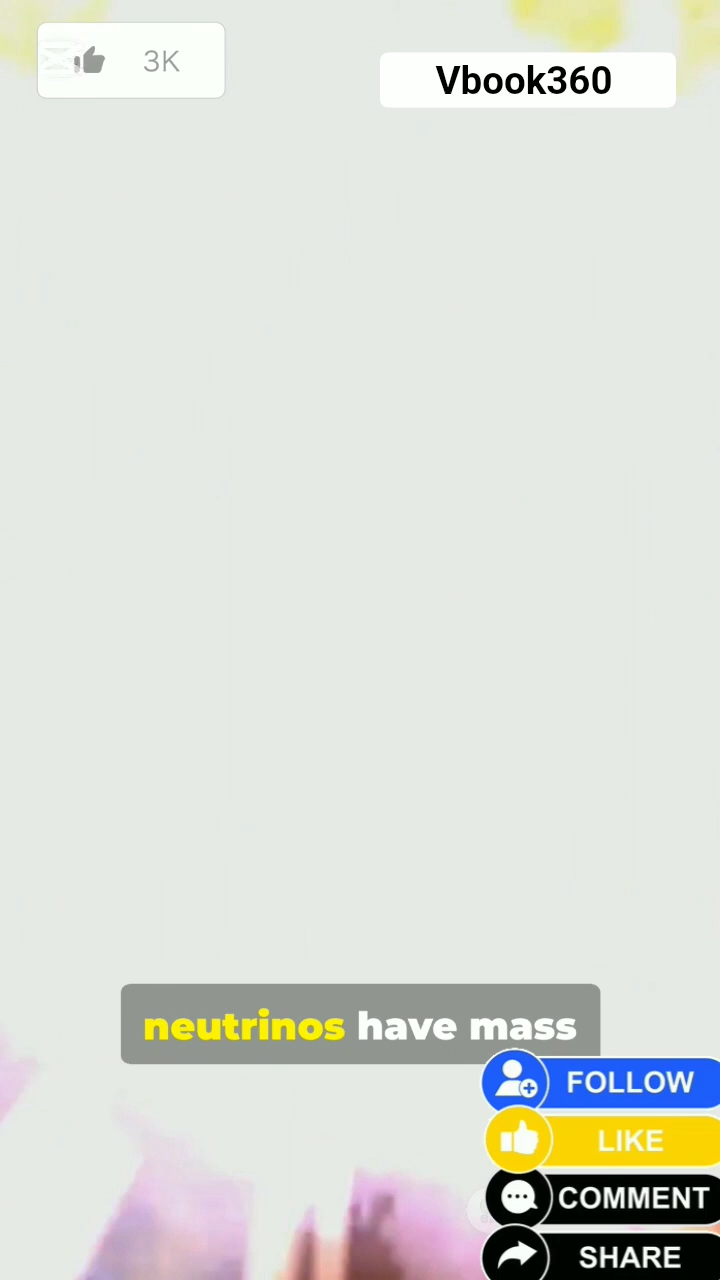 3K
Vbook360
neutrinos have mass
FOLLOW
LIKE
COMMENT
SHARE